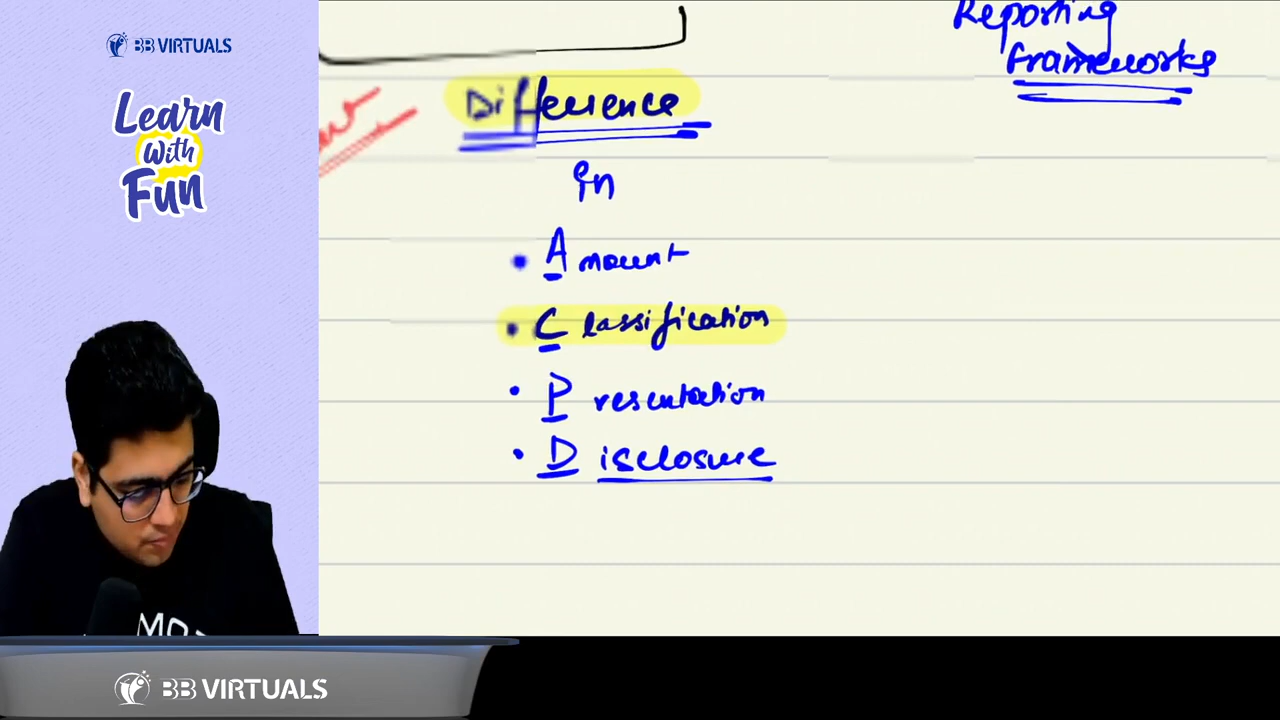 BB VIRTUALS
Learn
With
Fun
Reporting
Frameworks
Difference
in
• Amount
• Classification
• Presentation
• Disclosure
BB VIRTUALS